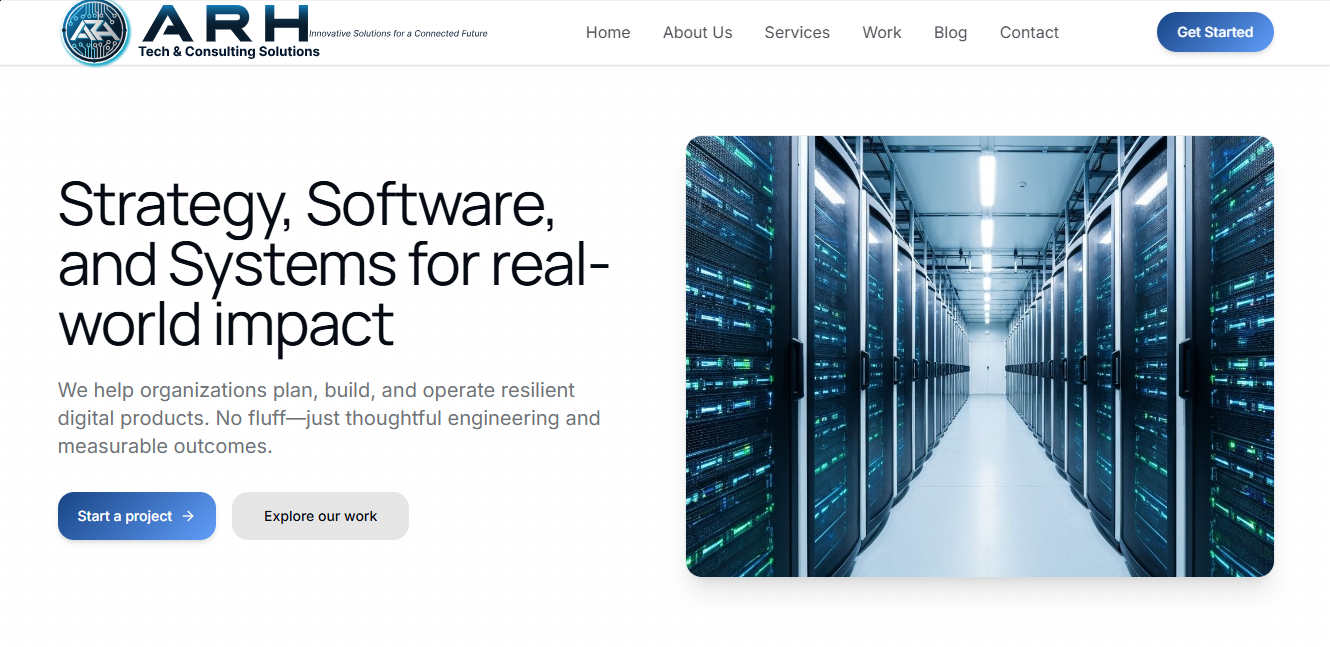 ARH
Tech & Consulting Solutions
Innovative Solutions for a Connected Future
Home
About Us
Services
Work
Blog
Contact
Get Started
Strategy, Software,
and Systems for real-
world impact
We help organizations plan, build, and operate resilient
digital products. No fluff—just thoughtful engineering and
measurable outcomes.
Start a project →
Explore our work